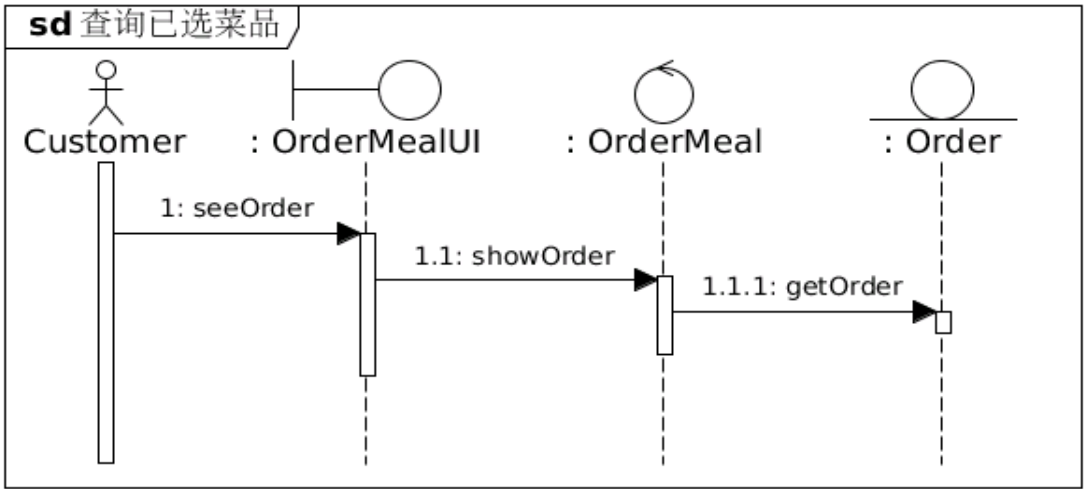 sd 查询已选菜品
Customer
: OrderMealUI
: OrderMeal
: Order
1: seeOrder
1.1: showOrder
1.1.1: getOrder